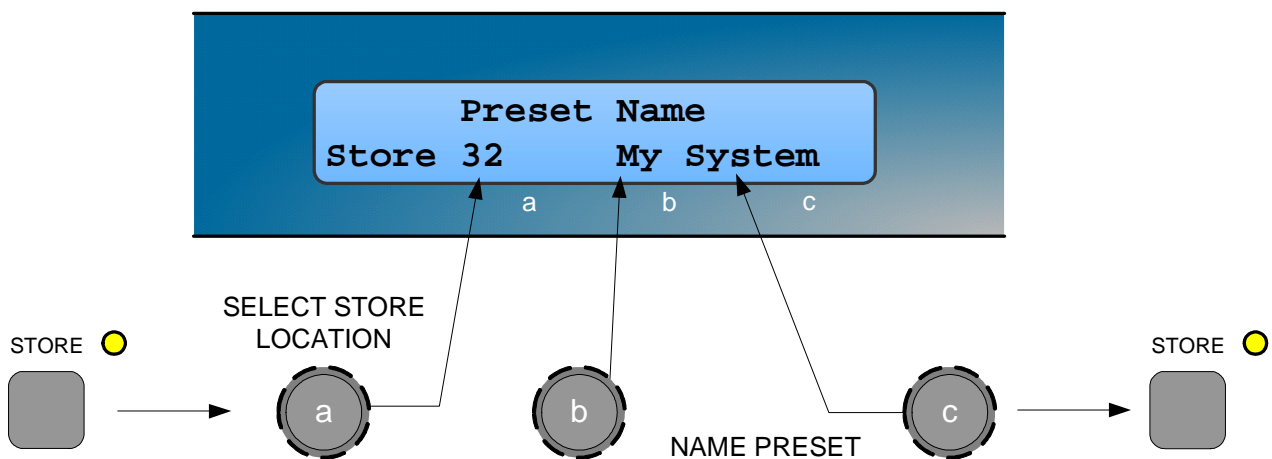 Preset Name
Store 32 My System
a b c
SELECT STORE
LOCATION
STORE
STORE
a
b
c
NAME PRESET